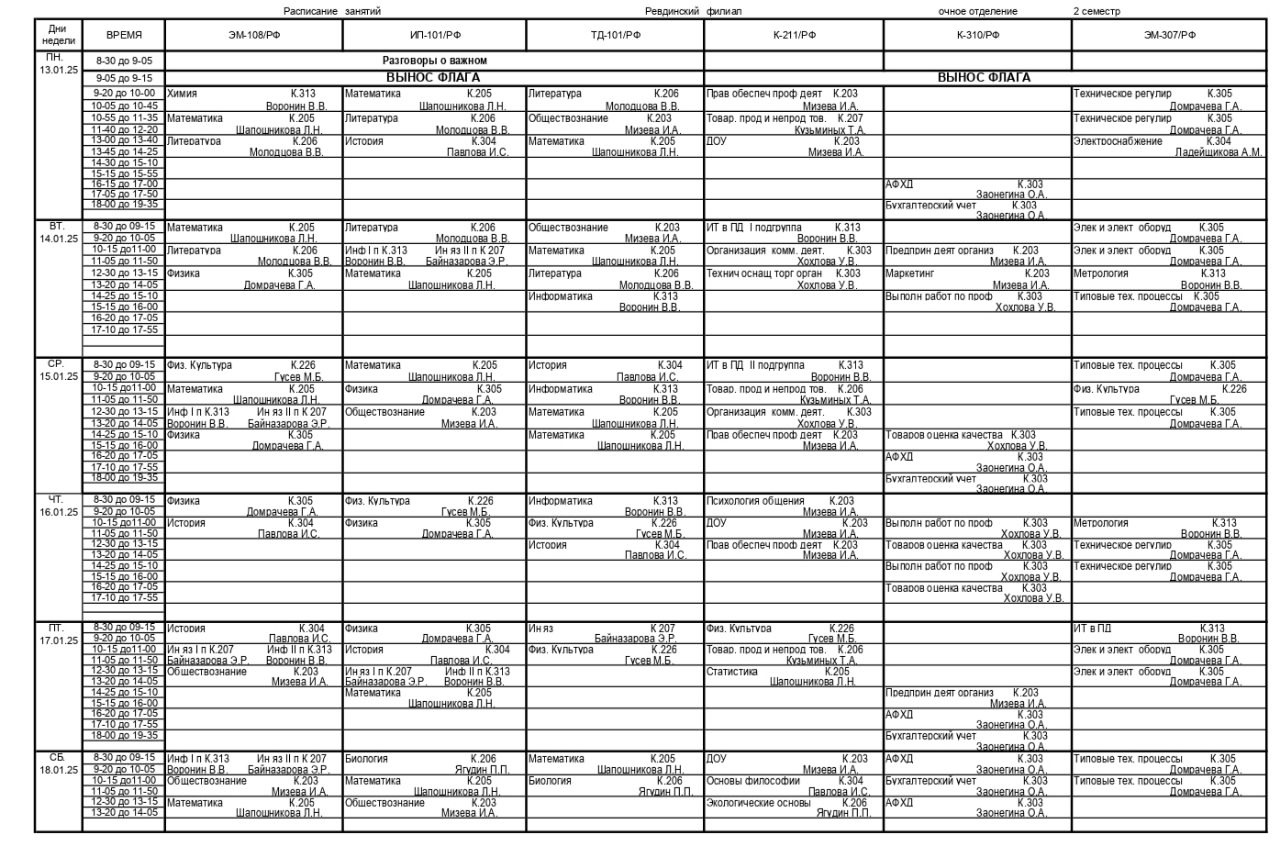 Расписание занятий Ревдинский филиал очное отделение 2 семестр
Дни недели ВРЕМЯ ЭМ-108/РФ ИП-101/РФ ТД-101/РФ К-211/РФ К-310/РФ ЭМ-307/РФ
ПН. 8-30 до 9-05 Разговоры о важном
13.01.25
9-05 до 9-15 ВЫНОС ФЛАГА ВЫНОС ФЛАГА
9-20 до 10-00 Химия К.313 Математика К.205 Литература К.206 Прав обеспеч проф деят К.203 Техническое регулир К.305
10-05 до 10-45 Воронин В.В. Шапошникова Л.Н. Молодцова В.В. Мизева И.А. Домрачева Г.А.
10-55 до 11-35 Математика К.205 Литература К.206 Обществознание К.203 Товар. прод и непрод тов. К.207 Техническое регулир К.305
11-40 до 12-20 Шапошникова Л.Н. Молодцова В.В. Мизева И.А. Кузьминых Т.А. Домрачева Г.А.
13-00 до 13-40 Литература К.206 История К.304 Математика К.205 ДОУ К.203 Электроснабжение К.304
13-45 до 14-25 Молодцова В.В. Павлова И.С. Шапошникова Л.Н. Мизева И.А. Ладейщикова А.М.
14-30 до 15-10
15-15 до 15-55
16-15 до 17-00 АФХД К.303
17-05 до 17-50 Заонегина О.А.
18-00 до 19-35 Бухгалтерский учет К.303
Заонегина О.А.
ВТ. 8-30 до 09-15 Математика К.205 Литература К.206 Обществознание К.203 ИТ в ПД I подгруппа К.313 Элек и элект оборуд К.305
14.01.25 9-20 до 10-05 Шапошникова Л.Н. Молодцова В.В. Мизева И.А. Воронин В.В. Домрачева Г.А.
10-15 до11-00 Литература К.206 Инф I п К.313 Ин яз II п К 207 Математика К.205 Организация комм. деят. К.303 Предприн деят организ К.203 Элек и элект оборуд К.305
11-05 до 11-50 Молодцова В.В. Воронин В.В. Байназарова Э.Р. Шапошникова Л.Н. Хохлова У.В. Мизева И.А. Домрачева Г.А.
12-30 до 13-15 Физика К.305 Математика К.205 Литература К.206 Технич оснащ торг орган К.303 Маркетинг К.203 Метрология К.313
13-20 до 14-05 Домрачева Г.А. Шапошникова Л.Н. Молодцова В.В. Хохлова У.В. Мизева И.А. Воронин В.В.
14-25 до 15-10 Информатика К.313 Выполн работ по проф К.303 Типовые тех. процессы К.305
15-15 до 16-00 Воронин В.В. Хохлова У.В. Домрачева Г.А.
16-20 до 17-05
17-10 до 17-55
СР. 8-30 до 09-15 Физ. Культура К.226 Математика К.205 История К.304 ИТ в ПД II подгруппа К.313 Типовые тех. процессы К.305
15.01.25 9-20 до 10-05 Гусев М.Б. Шапошникова Л.Н. Павлова И.С. Воронин В.В. Домрачева Г.А.
10-15 до11-00 Математика К.205 Физика К.305 Информатика К.313 Товар. прод и непрод тов. К.206 Физ. Культура К.226
11-05 до 11-50 Шапошникова Л.Н. Домрачева Г.А. Воронин В.В. Кузьминых Т.А. Гусев М.Б.
12-30 до 13-15 Инф I п К.313 Ин яз II п К 207 Обществознание К.203 Математика К.205 Организация комм. деят. К.303 Типовые тех. процессы К.305
13-20 до 14-05 Воронин В.В. Байназарова Э.Р. Мизева И.А. Шапошникова Л.Н. Хохлова У.В. Домрачева Г.А.
14-25 до 15-10 Физика К.305 Математика К.205 Прав обеспеч проф деят К.203 Товаров оценка качества К.303
15-15 до 16-00 Домрачева Г.А. Шапошникова Л.Н. Мизева И.А. Хохлова У.В.
16-20 до 17-05 АФХД К.303
17-10 до 17-55 Заонегина О.А.
18-00 до 19-35 Бухгалтерский учет К.303
Заонегина О.А.
ЧТ. 8-30 до 09-15 Физика К.305 Физ. Культура К.226 Информатика К.313 Психология общения К.203
16.01.25 9-20 до 10-05 Домрачева Г.А. Гусев М.Б. Воронин В.В. Мизева И.А.
10-15 до11-00 История К.304 Физика К.305 Физ. Культура К.226 ДОУ К.203 Выполн работ по проф К.303 Метрология К.313
11-05 до 11-50 Павлова И.С. Домрачева Г.А. Гусев М.Б. Мизева И.А. Хохлова У.В. Воронин В.В.
12-30 до 13-15 История К.304 Прав обеспеч проф деят К.203 Товаров оценка качества К.303 Техническое регулир К.305
13-20 до 14-05 Павлова И.С. Мизева И.А. Хохлова У.В. Домрачева Г.А.
14-25 до 15-10 Выполн работ по проф К.303 Техническое регулир К.305
15-15 до 16-00 Хохлова У.В. Домрачева Г.А.
16-20 до 17-05 Товаров оценка качества К.303
17-10 до 17-55 Хохлова У.В.
ПТ. 8-30 до 09-15 История К.304 Физика К.305 Ин яз К 207 Физ. Культура К.226 ИТ в ПД К.313
17.01.25 9-20 до 10-05 Павлова И.С. Домрачева Г.А. Байназарова Э.Р. Гусев М.Б. Воронин В.В.
10-15 до11-00 Ин яз I п К.207 Инф II п К.313 История К.304 Физ. Культура К.226 Товар. прод и непрод тов. К.206 Элек и элект оборуд К.305
11-05 до 11-50 Байназарова Э.Р. Воронин В.В. Павлова И.С. Гусев М.Б. Кузьминых Т.А. Домрачева Г.А.
12-30 до 13-15 Обществознание К.203 Ин яз I п К.207 Инф II п К.313 Статистика К.205 Элек и элект оборуд К.305
13-20 до 14-05 Мизева И.А. Байназарова Э.Р. Воронин В.В. Шапошникова Л.Н. Домрачева Г.А.
14-25 до 15-10 Математика К.205 Предприн деят организ К.203
15-15 до 16-00 Шапошникова Л.Н. Мизева И.А.
16-20 до 17-05 АФХД К.303
17-10 до 17-55 Заонегина О.А.
18-00 до 19-35 Бухгалтерский учет К.303
Заонегина О.А.
СБ. 8-30 до 09-15 Инф I п К.313 Ин яз II п К 207 Биология К.206 Математика К.205 ДОУ К.203 АФХД К.303 Типовые тех. процессы К.305
18.01.25 9-20 до 10-05 Воронин В.В. Байназарова Э.Р. Ягудин П.П. Шапошникова Л.Н. Мизева И.А. Заонегина О.А. Домрачева Г.А.
10-15 до11-00 Обществознание К.203 Математика К.205 Биология К.206 Основы философии К.304 Бухгалтерский учет К.303 Типовые тех. процессы К.305
11-05 до 11-50 Мизева И.А. Шапошникова Л.Н. Ягудин П.П. Павлова И.С. Заонегина О.А. Домрачева Г.А.
12-30 до 13-15 Математика К.205 Обществознание К.203 Экологические основы К.206 АФХД К.303
13-20 до 14-05 Шапошникова Л.Н. Мизева И.А. Ягудин П.П. Заонегина О.А.